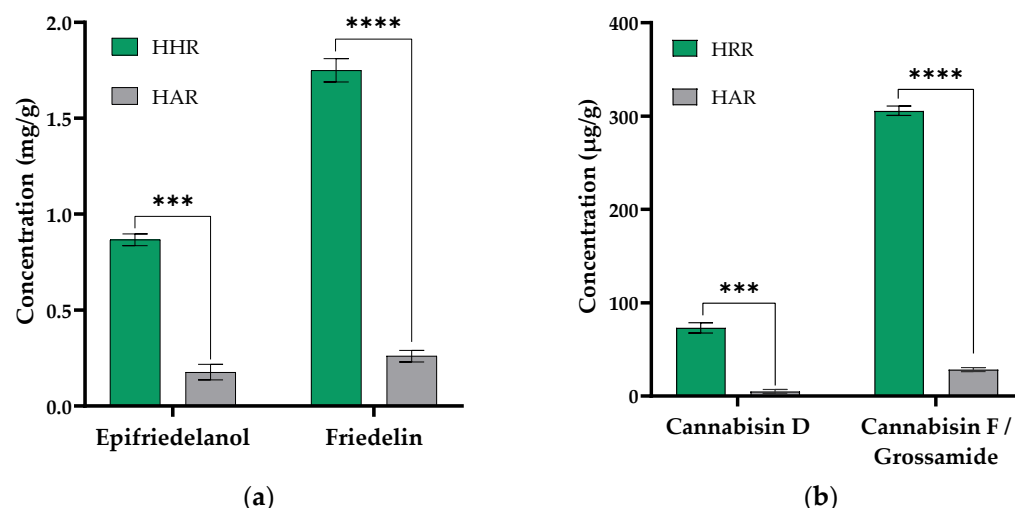 Concentration (mg/g)
2.0
1.5
1.0
0.5
0.0
HHR
HAR
***
****
Epifriedelanol
Friedelin
(a)
Concentration (μg/g)
400
300
200
100
0
HRR
HAR
***
****
Cannabisin D
Cannabisin F /
Grossamide
(b)